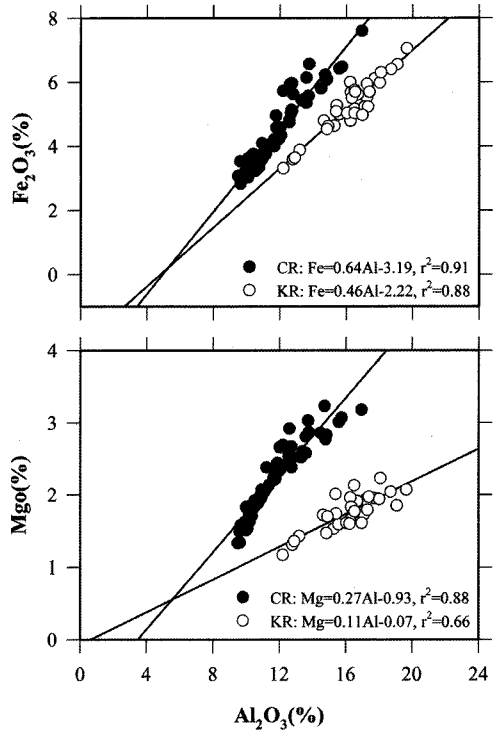 8
6
4
2
0
Fe₂O₃(%)
● CR: Fe=0.64Al-3.19, r²=0.91
○ KR: Fe=0.46Al-2.22, r²=0.88
4
3
2
1
0
Mgo(%)
● CR: Mg=0.27Al-0.93, r²=0.88
○ KR: Mg=0.11Al-0.07, r²=0.66
0 4 8 12 16 20 24
Al₂O₃(%)